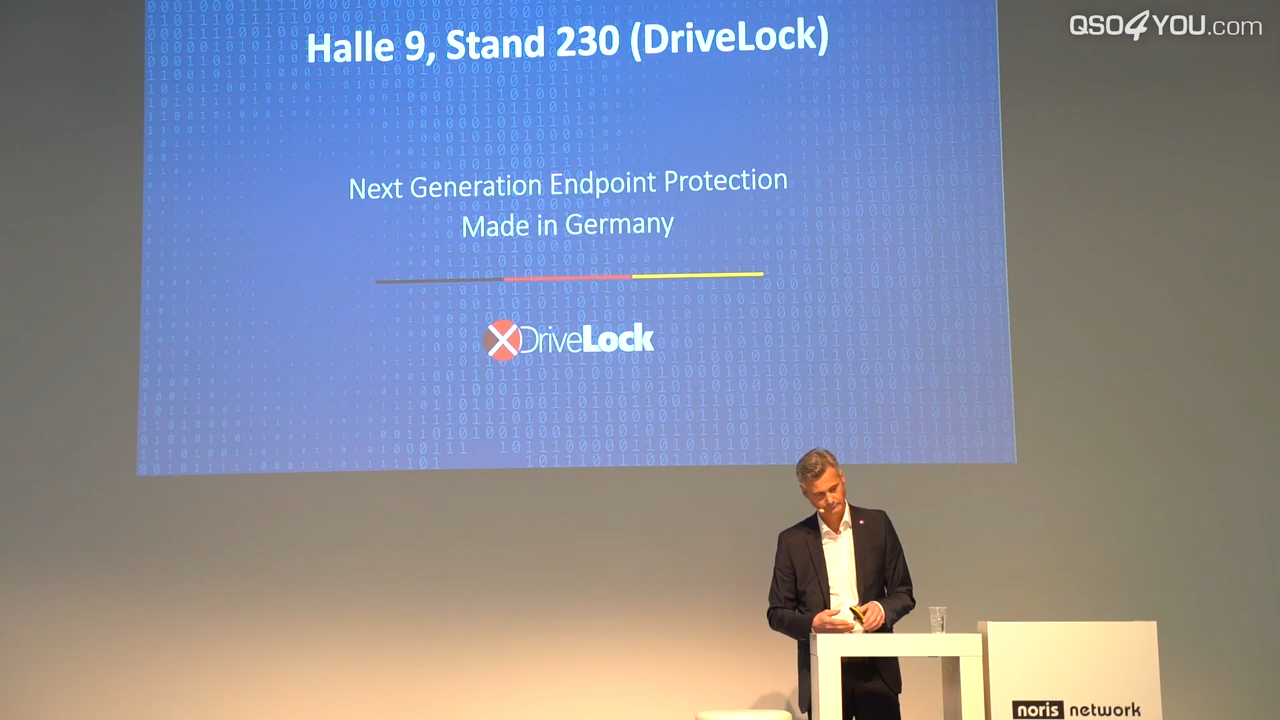 QSO4YOU.com
Halle 9, Stand 230 (DriveLock)
Next Generation Endpoint Protection
Made in Germany
DriveLock
noris network